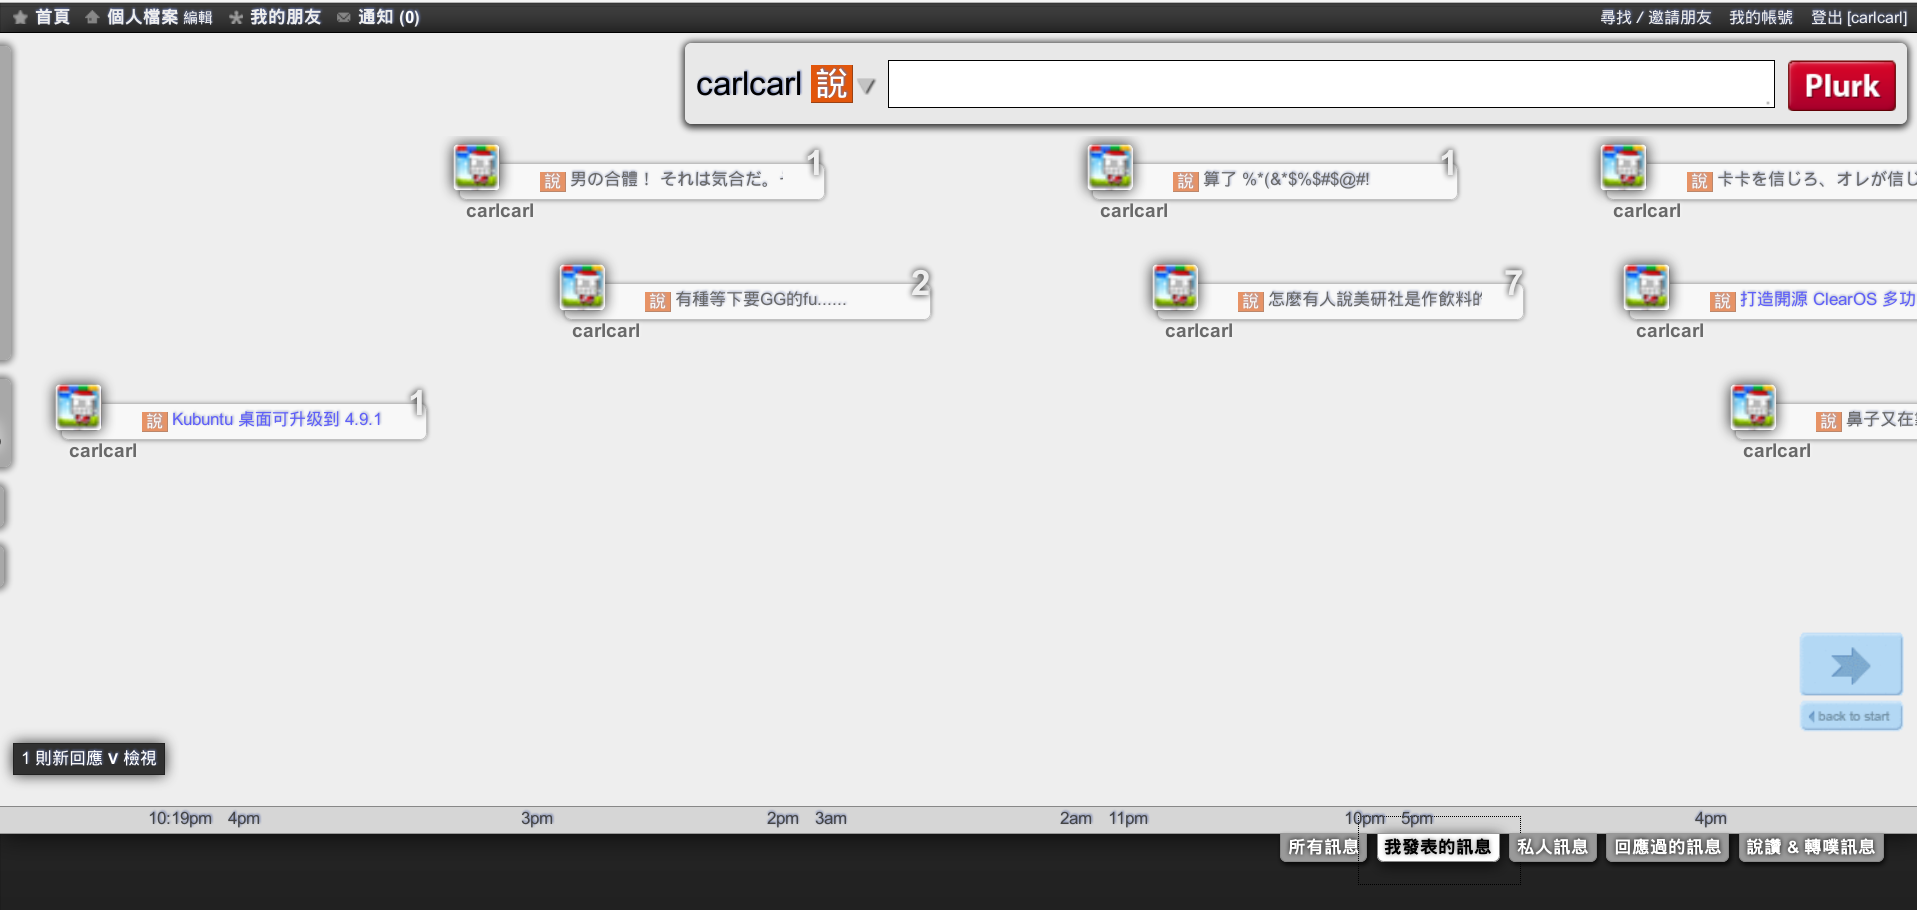 首頁 個人檔案 編輯 我的朋友 通知 (0) 尋找 / 邀請朋友 我的帳號 登出 [carlcarl]
carlcarl 說 Plurk
說 男の合體！ それは気合だ。 1
carlcarl
說 算了 %*(&*$%$#$@#! 1
carlcarl
說 卡卡を信じろ、オレが信じ
carlcarl
說 有種等下要GG的fu...... 2
carlcarl
說 怎麼有人說美研社是作飲料的 7
carlcarl
說 打造開源 ClearOS 多功
carlcarl
說 Kubuntu 桌面可升级到 4.9.1 1
carlcarl
說 鼻子又在
carlcarl
back to start
1 則新回應 V 檢視
10:19pm 4pm 3pm 2pm 3am 2am 11pm 10pm 5pm 4pm
所有訊息 我發表的訊息 私人訊息 回應過的訊息 說讚 & 轉噗訊息